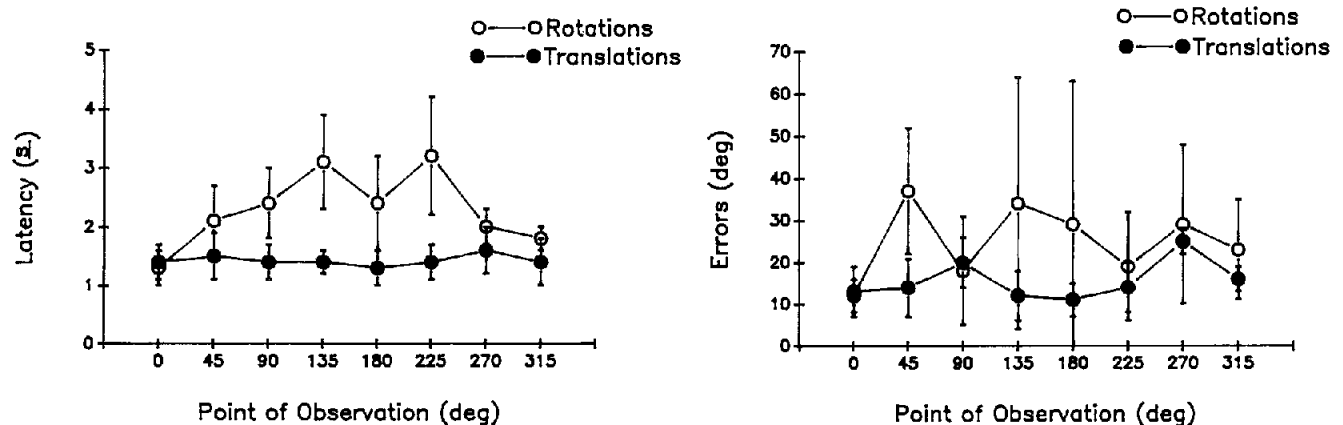 Rotations
Translations
5
4
3
2
1
0
Latency (s.)
0 45 90 135 180 225 270 315
Point of Observation (deg)
Rotations
Translations
70
60
50
40
30
20
10
0
Errors (deg)
0 45 90 135 180 225 270 315
Point of Observation (deg)